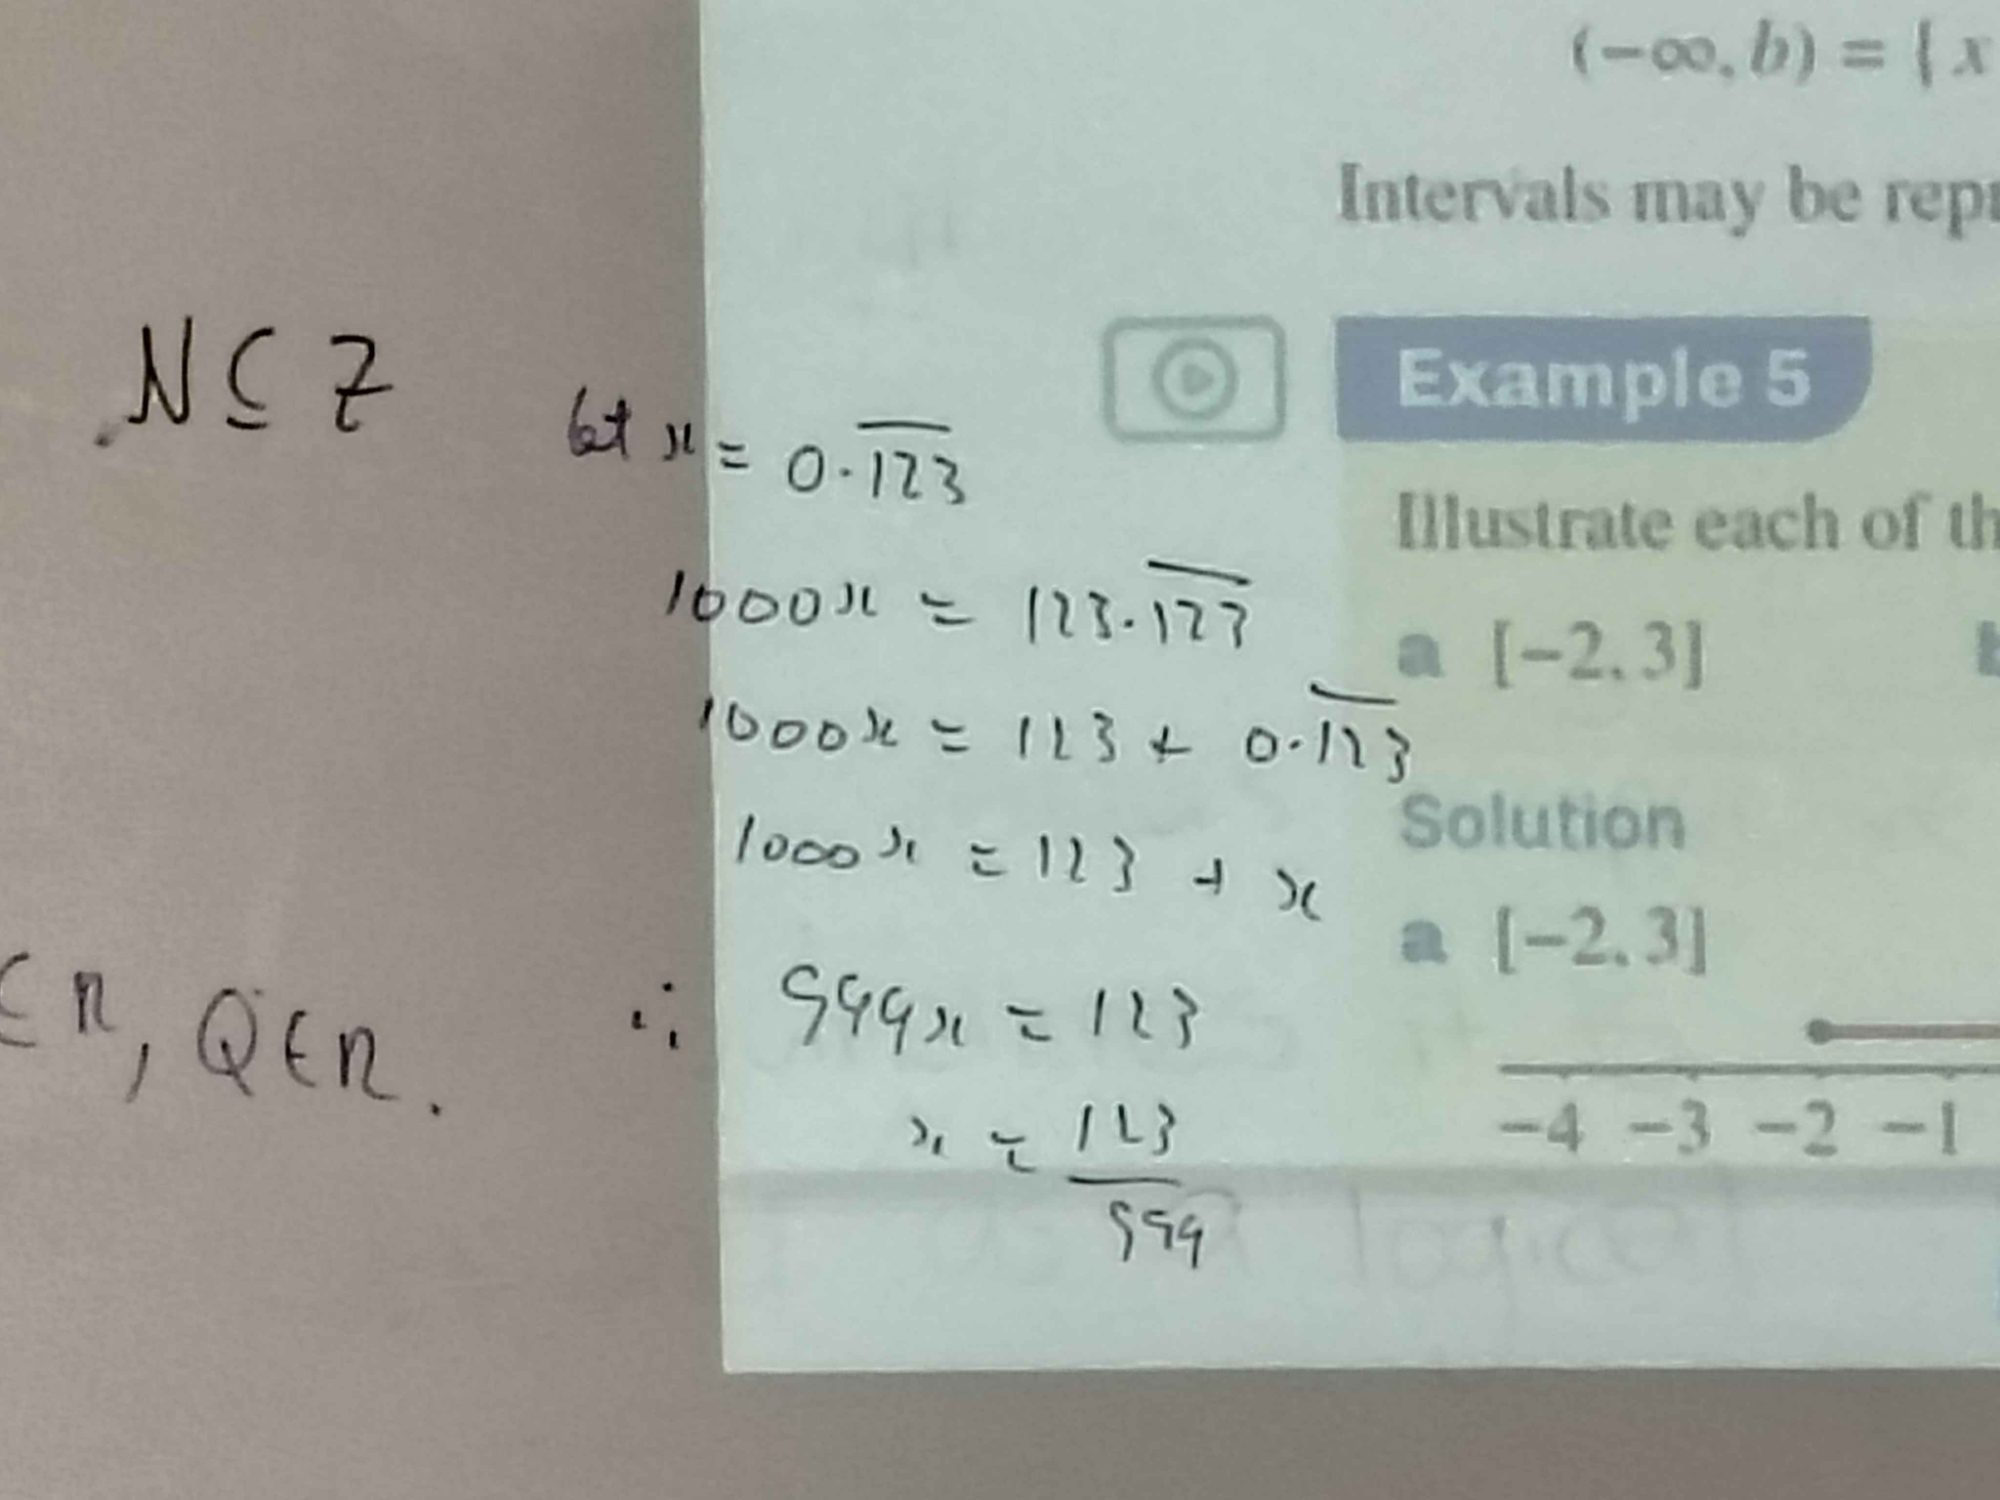 (−∞, b) = { x
Intervals may be repr
N ⊆ Z
Example 5
let x = 0.1̅2̅3̅
Illustrate each of th
1000x = 123.1̅2̅3̅
a [−2, 3]
1000x = 123 + 0.1̅2̅3̅
Solution
1000x = 123 + x
a [−2, 3]
∴ 999x = 123
Q ∈ R.
−4 −3 −2 −1
x = 123
999